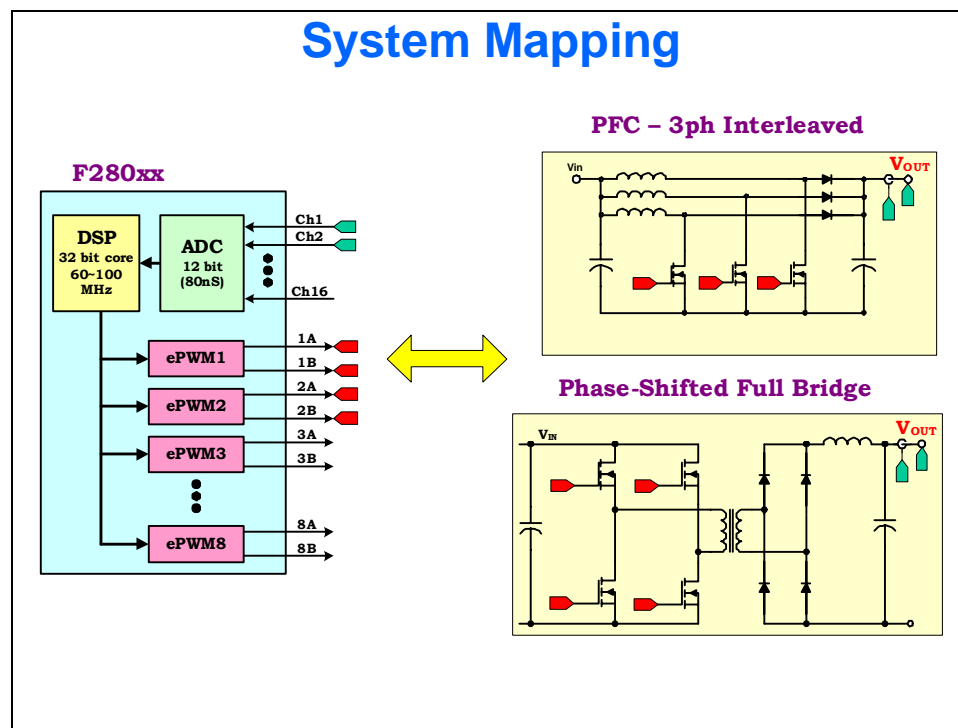 System Mapping
F280xx
DSP
32 bit core
60~100
MHz
ADC
12 bit
(80nS)
Ch1
Ch2
Ch16
ePWM1
1A
1B
ePWM2
2A
2B
ePWM3
3A
3B
ePWM8
8A
8B
PFC – 3ph Interleaved
Vin
VOUT
Phase-Shifted Full Bridge
VIN
VOUT